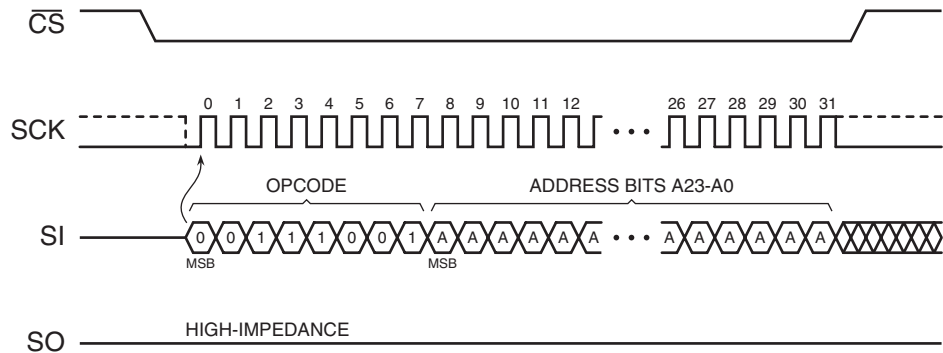 CS
0 1 2 3 4 5 6 7 8 9 10 11 12 26 27 28 29 30 31
SCK
OPCODE ADDRESS BITS A23-A0
SI 0 0 1 1 1 0 0 1 A A A A A A A A A A A A
MSB MSB
HIGH-IMPEDANCE
SO